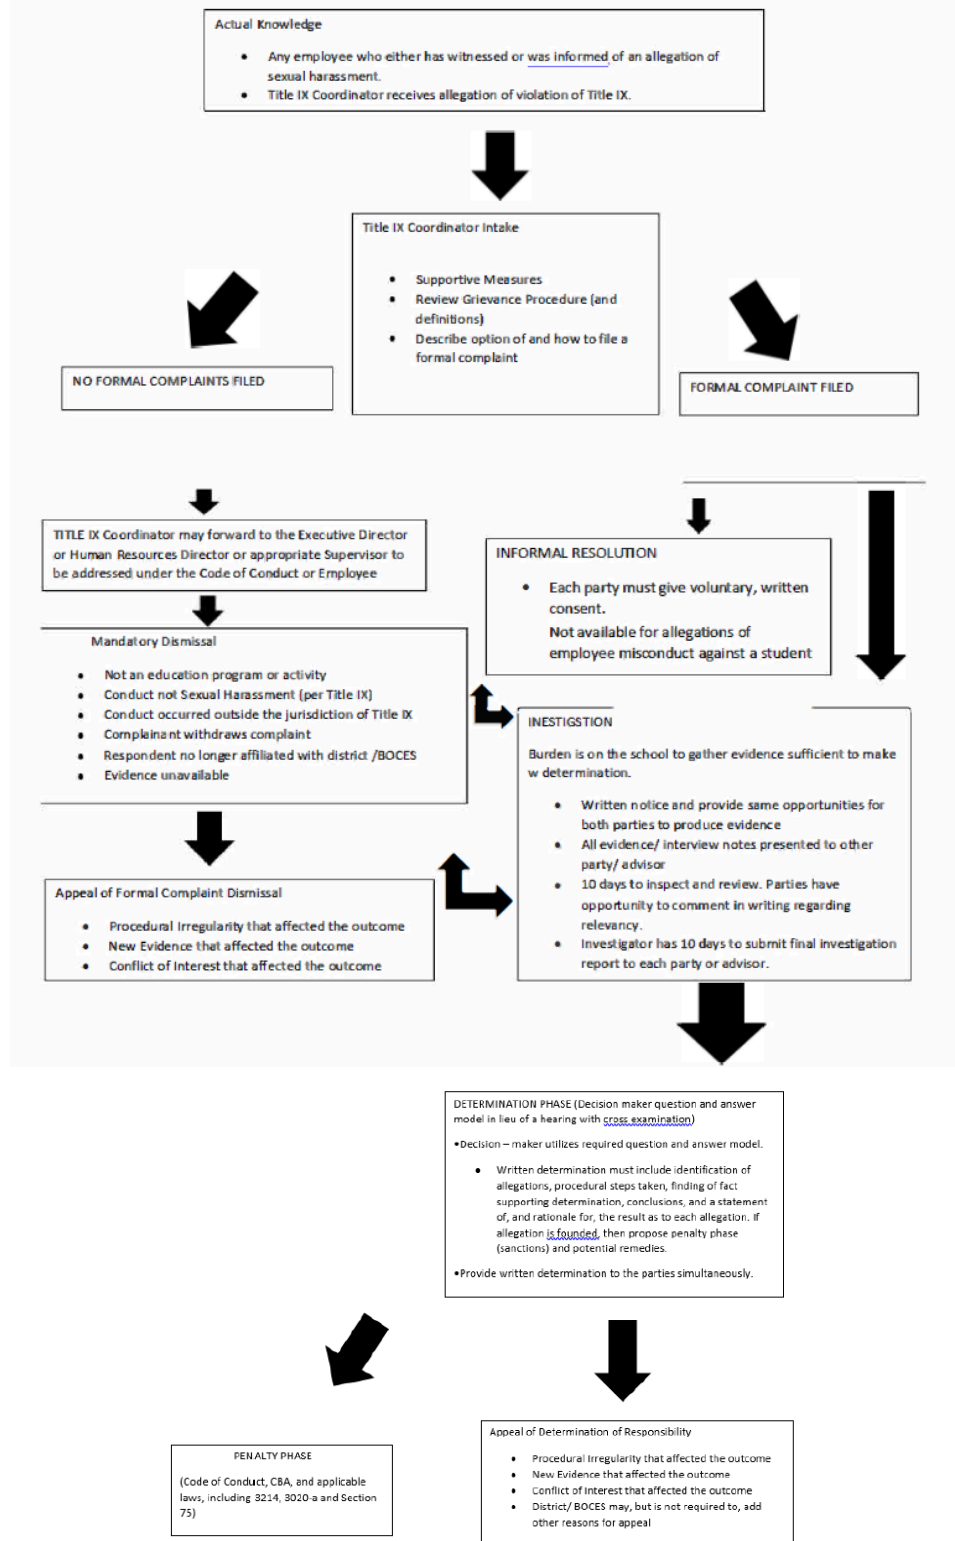 Actual Knowledge
• Any employee who either has witnessed or was informed of an allegation of
sexual harassment.
• Title IX Coordinator receives allegation of violation of Title IX.
Title IX Coordinator Intake
• Supportive Measures
• Review Grievance Procedure (and
definitions)
• Describe option of and how to file a
formal complaint
NO FORMAL COMPLAINTS FILED
FORMAL COMPLAINT FILED
TITLE IX Coordinator may forward to the Executive Director
or Human Resources Director or appropriate Supervisor to
be addressed under the Code of Conduct or Employee
INFORMAL RESOLUTION
• Each party must give voluntary, written
consent.
Not available for allegations of
employee misconduct against a student
Mandatory Dismissal
• Not an education program or activity
• Conduct not Sexual Harassment (per Title IX)
• Conduct occurred outside the jurisdiction of Title IX
• Complainant withdraws complaint
• Respondent no longer affiliated with district /BOCES
• Evidence unavailable
INESTIGSTION
Burden is on the school to gather evidence sufficient to make
w determination.
• Written notice and provide same opportunities for
both parties to produce evidence
• All evidence/ interview notes presented to other
party/ advisor
• 10 days to inspect and review. Parties have
opportunity to comment in writing regarding
relevancy.
• Investigator has 10 days to submit final investigation
report to each party or advisor.
Appeal of Formal Complaint Dismissal
• Procedural Irregularity that affected the outcome
• New Evidence that affected the outcome
• Conflict of Interest that affected the outcome
DETERMINATION PHASE (Decision maker question and answer
model in lieu of a hearing with cross examination)
•Decision – maker utilizes required question and answer model.
• Written determination must include identification of
allegations, procedural steps taken, finding of fact
supporting determination, conclusions, and a statement
of, and rationale for, the result as to each allegation. If
allegation is founded, then propose penalty phase
(sanctions) and potential remedies.
•Provide written determination to the parties simultaneously.
PENALTY PHASE
(Code of Conduct, CBA, and applicable
laws, including 3214, 3020-a and Section
75)
Appeal of Determination of Responsibility
• Procedural Irregularity that affected the outcome
• New Evidence that affected the outcome
• Conflict of Interest that affected the outcome
• District/ BOCES may, but is not required to, add
other reasons for appeal